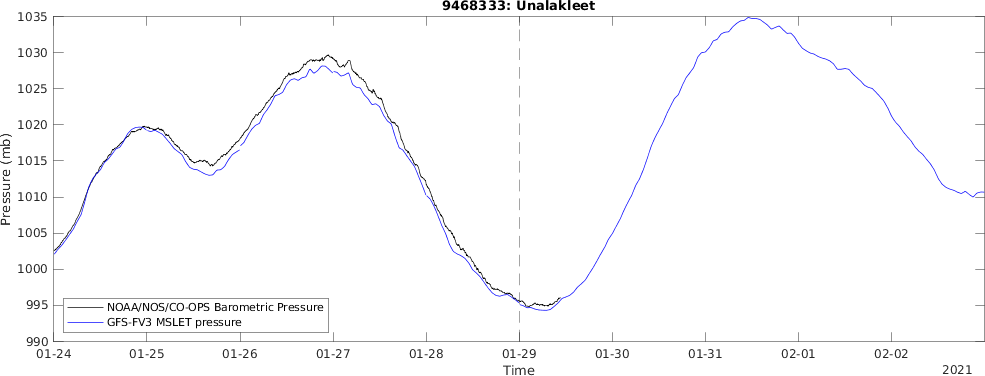 9468333: Unalakleet
1035
1030
1025
1020
1015
1010
1005
1000
995
990
Pressure (mb)
NOAA/NOS/CO-OPS Barometric Pressure
GFS-FV3 MSLET pressure
01-24 01-25 01-26 01-27 01-28 01-29 01-30 01-31 02-01 02-02
Time
2021